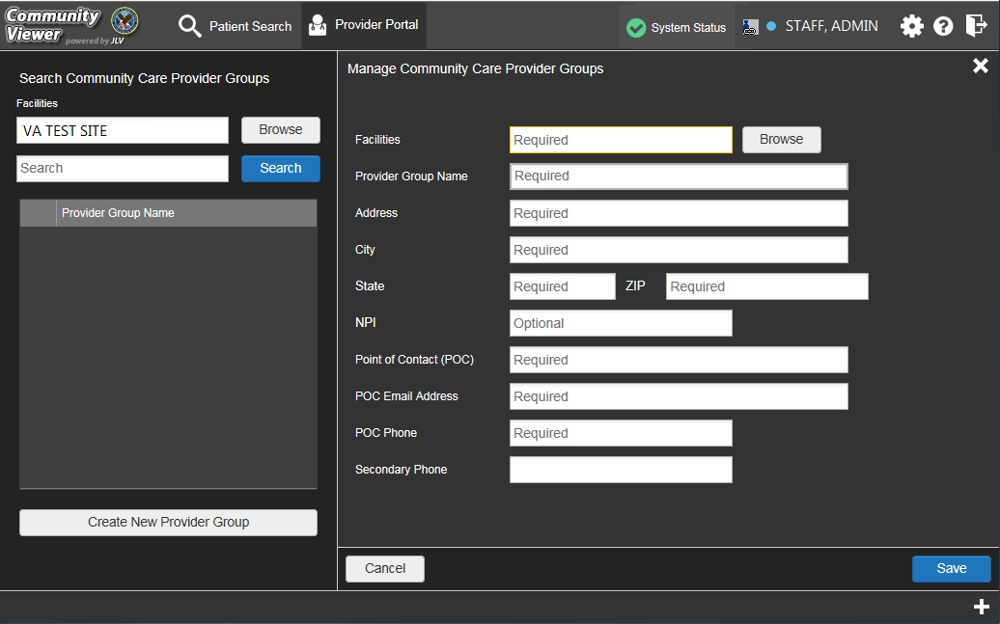 Community
Viewer powered by JLV
Patient Search
Provider Portal
System Status
STAFF, ADMIN
Search Community Care Provider Groups
Facilities
VA TEST SITE
Browse
Search
Search
Provider Group Name
Create New Provider Group
Manage Community Care Provider Groups
Facilities Required Browse
Provider Group Name Required
Address Required
City Required
State Required ZIP Required
NPI Optional
Point of Contact (POC) Required
POC Email Address Required
POC Phone Required
Secondary Phone
Cancel
Save